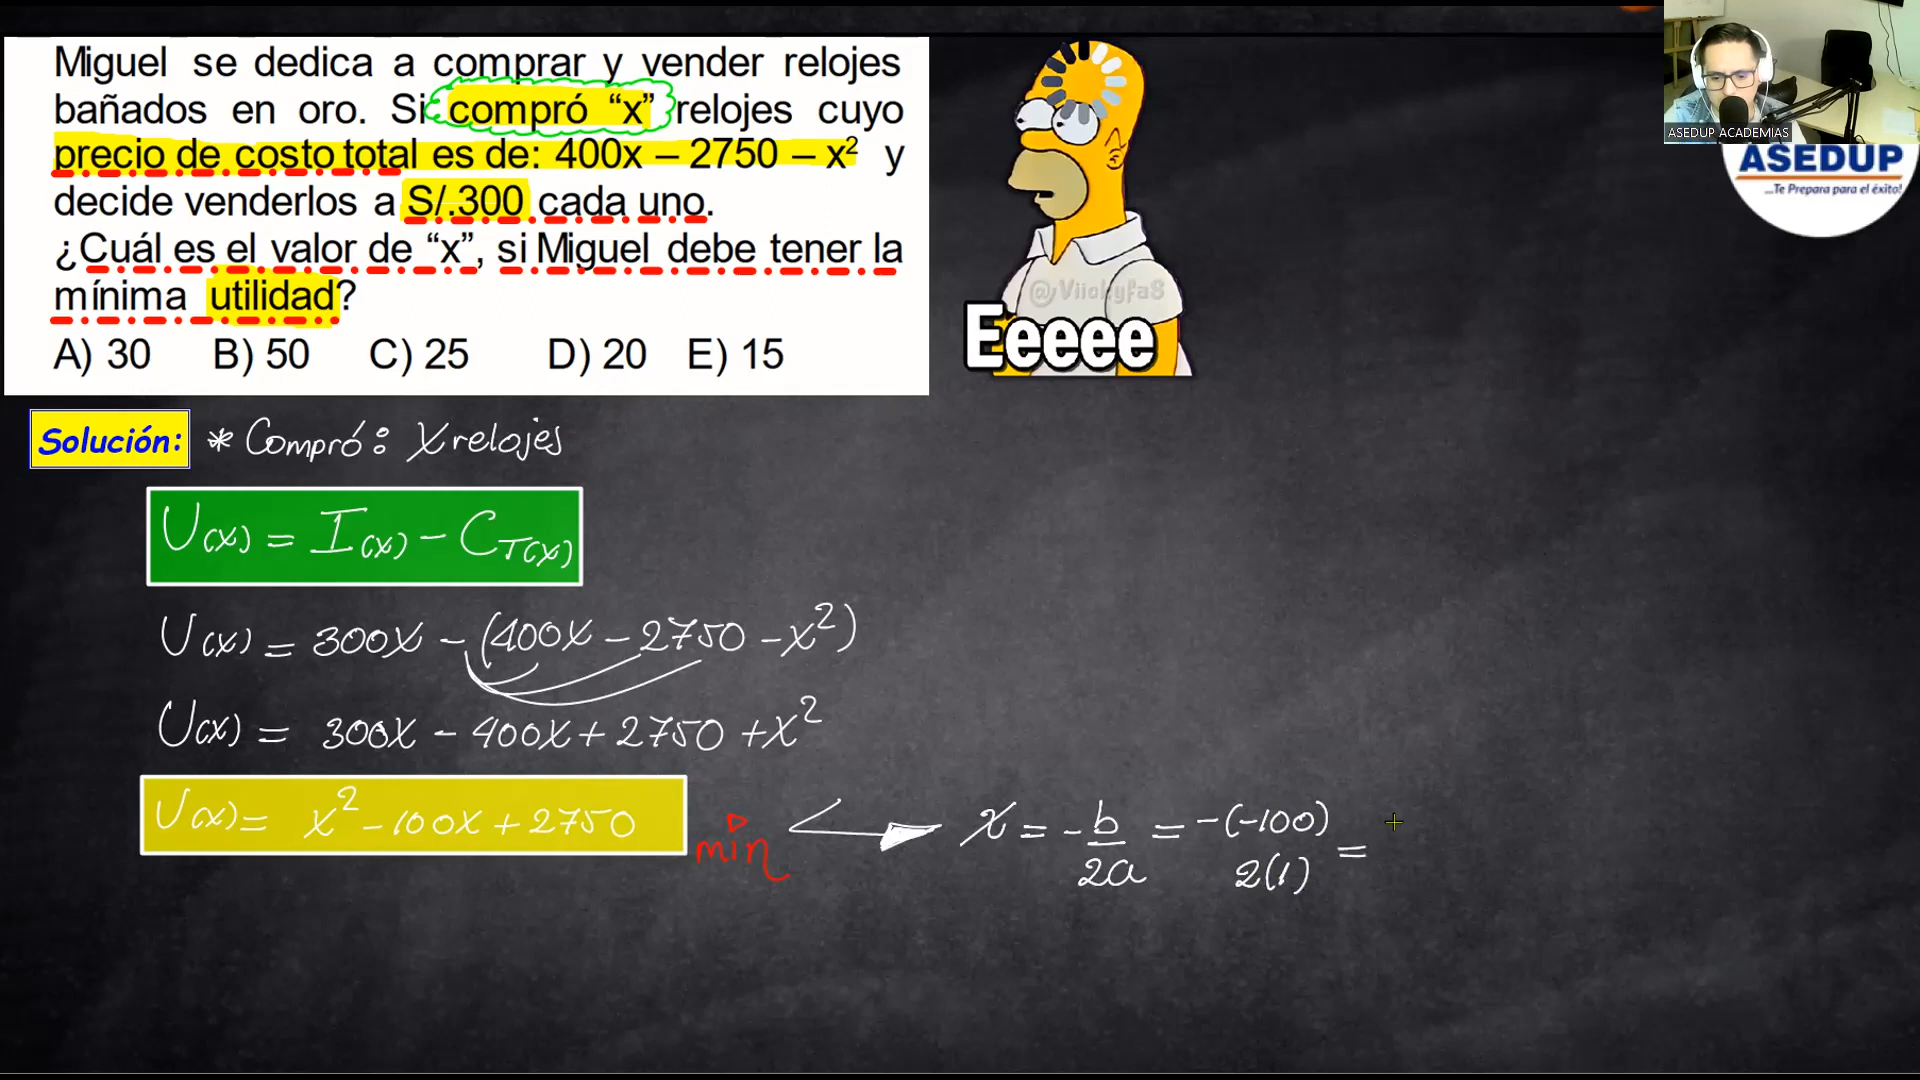 Miguel se dedica a comprar y vender relojes
bañados en oro. Si compró “x” relojes cuyo
precio de costo total es de: 400x – 2750 – x² y
decide venderlos a S/.300 cada uno.
¿Cuál es el valor de “x”, si Miguel debe tener la
mínima utilidad?
A) 30 B) 50 C) 25 D) 20 E) 15
@Viickyfa8
Eeeee
ASEDUP ACADEMIAS
ASEDUP
...Te Prepara para el éxito!
Solución: * Compró: X relojes
U(x) = I(x) - CT(x)
U(x) = 300x - (400x - 2750 - x²)
U(x) = 300x - 400x + 2750 + x²
U(x) = x² - 100x + 2750
min
x = -b/2a = -(-100)/2(1) =